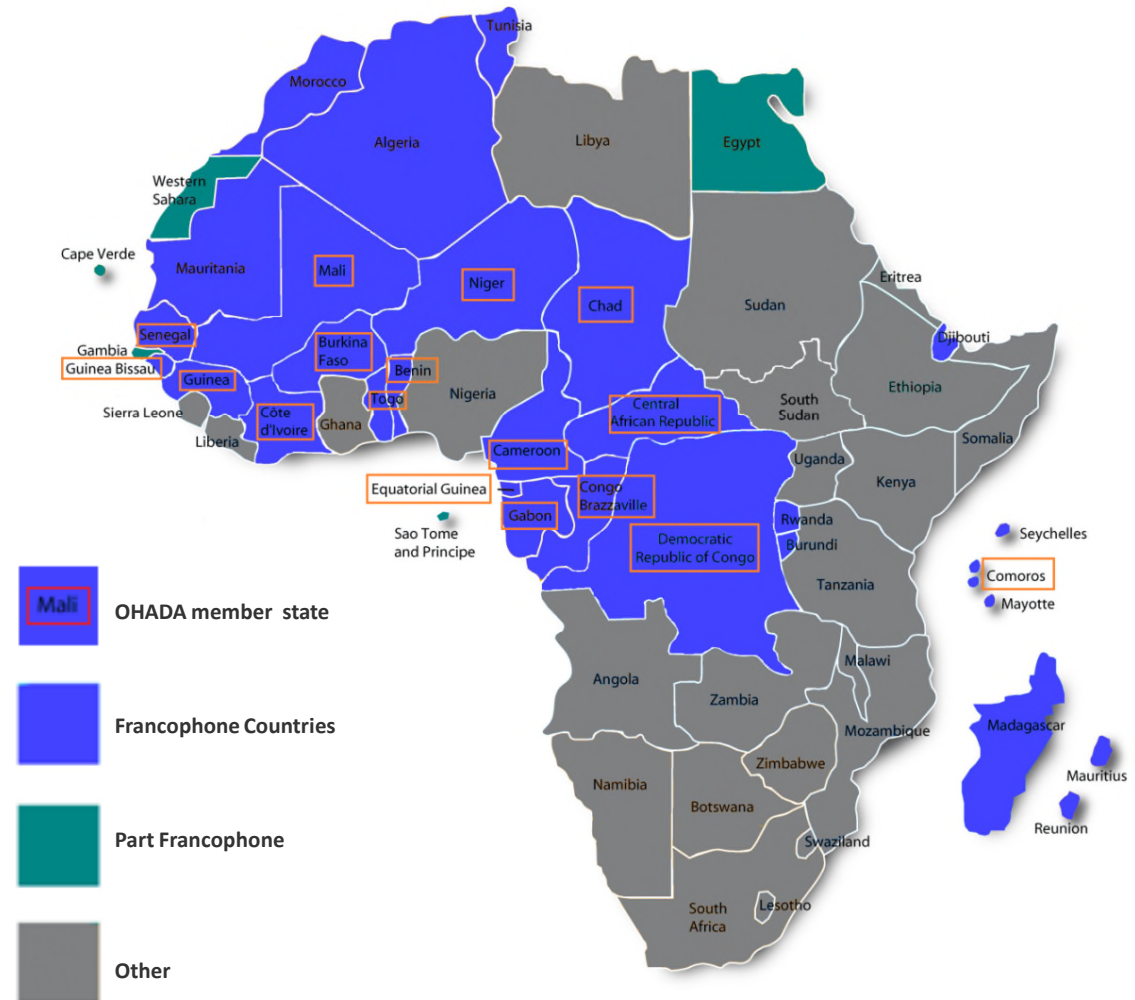 Tunisia
Morocco
Algeria
Libya
Egypt
Western
Sahara
Cape Verde
Mauritania
Mali
Niger
Chad
Sudan
Eritrea
Senegal
Gambia
Guinea Bissau
Guinea
Burkina
Faso
Benin
Togo
Nigeria
Djibouti
Ethiopia
South
Sudan
Somalia
Sierra Leone
Liberia
Côte
d'Ivoire
Ghana
Central
African Republic
Cameroon
Uganda
Kenya
Equatorial Guinea
Congo
Brazzaville
Gabon
Sao Tome
and Principe
Democratic
Republic of Congo
Rwanda
Burundi
Tanzania
Seychelles
Comoros
Mayotte
Mali
OHADA member state
Francophone Countries
Part Francophone
Other
Angola
Zambia
Malawi
Mozambique
Madagascar
Mauritius
Reunion
Zimbabwe
Namibia
Botswana
Swaziland
Lesotho
South
Africa